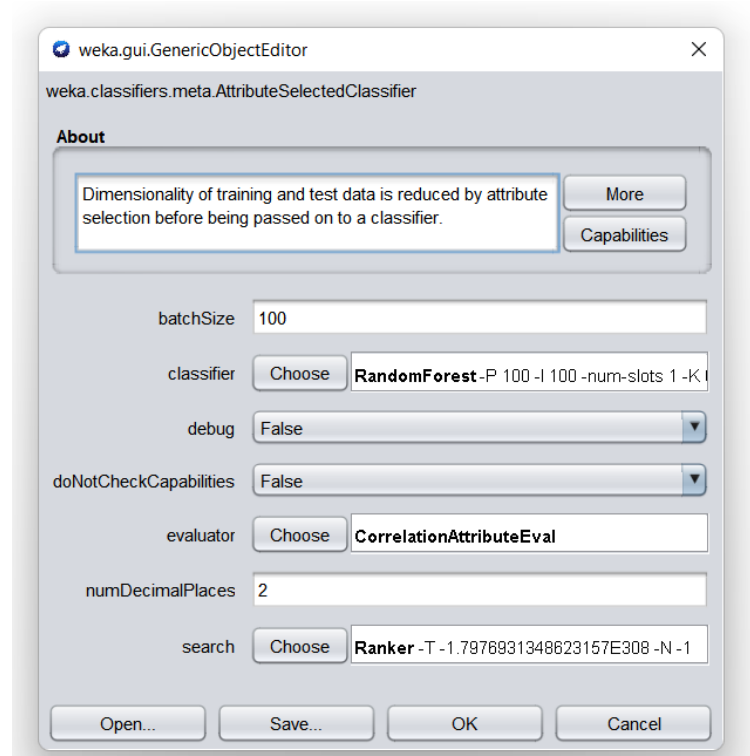 weka.gui.GenericObjectEditor
weka.classifiers.meta.AttributeSelectedClassifier
About
Dimensionality of training and test data is reduced by attribute
selection before being passed on to a classifier.
More
Capabilities
batchSize 100
classifier Choose RandomForest -P 100 -I 100 -num-slots 1 -K
debug False
doNotCheckCapabilities False
evaluator Choose CorrelationAttributeEval
numDecimalPlaces 2
search Choose Ranker -T -1.7976931348623157E308 -N -1
Open... Save... OK Cancel